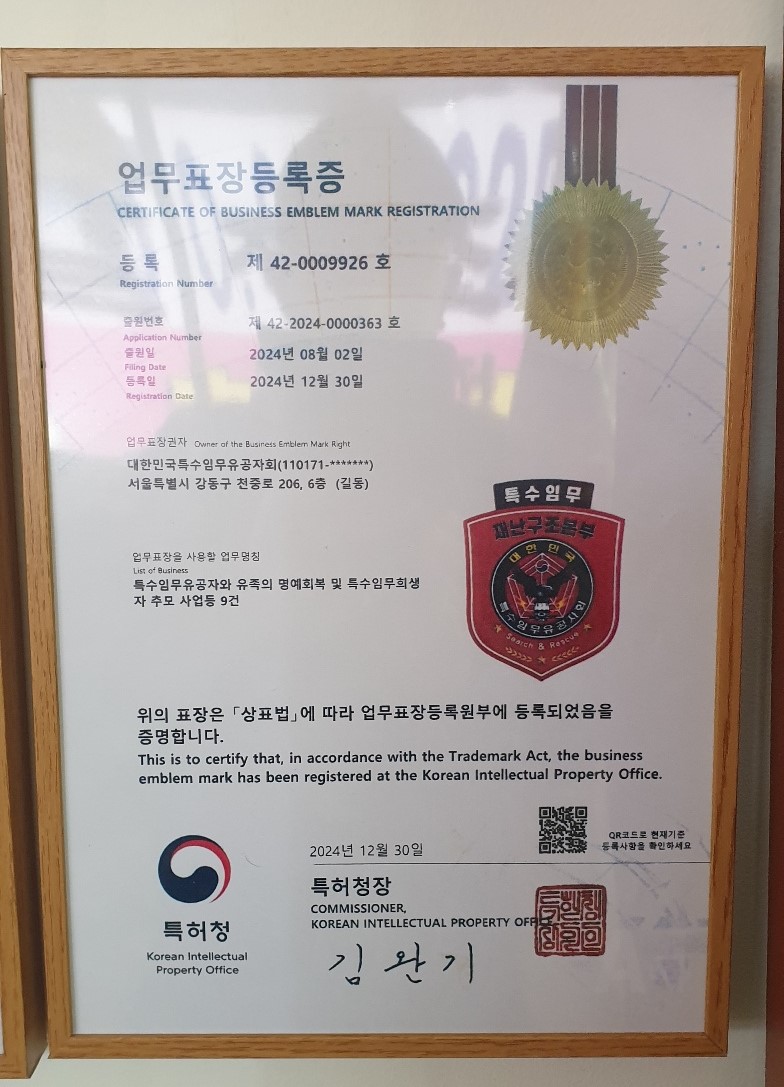 업무표장등록증
CERTIFICATE OF BUSINESS EMBLEM MARK REGISTRATION
등 록 제 42-0009926 호
Registration Number
출원번호 제 42-2024-0000363 호
Application Number
출원일 2024년 08월 02일
Filing Date
등록일 2024년 12월 30일
Registration Date
업무표장권자 Owner of the Business Emblem Mark Right
대한민국특수임무유공자회(110171-*******)
서울특별시 강동구 천중로 206, 6층 (길동)
업무표장을 사용할 업무명칭
List of Business
특수임무유공자와 유족의 명예회복 및 특수임무희생
자 추모 사업등 9건
특수임무
재난구조본부
대한민국
특수임무유공자회
Search & Rescue
위의 표장은 「상표법」에 따라 업무표장등록원부에 등록되었음을
증명합니다.
This is to certify that, in accordance with the Trademark Act, the business
emblem mark has been registered at the Korean Intellectual Property Office.
QR코드로 현재기준
등록사항을 확인하세요
2024년 12월 30일
특허청
Korean Intellectual
Property Office
특허청장
COMMISSIONER,
KOREAN INTELLECTUAL PROPERTY OFFICE
김완기